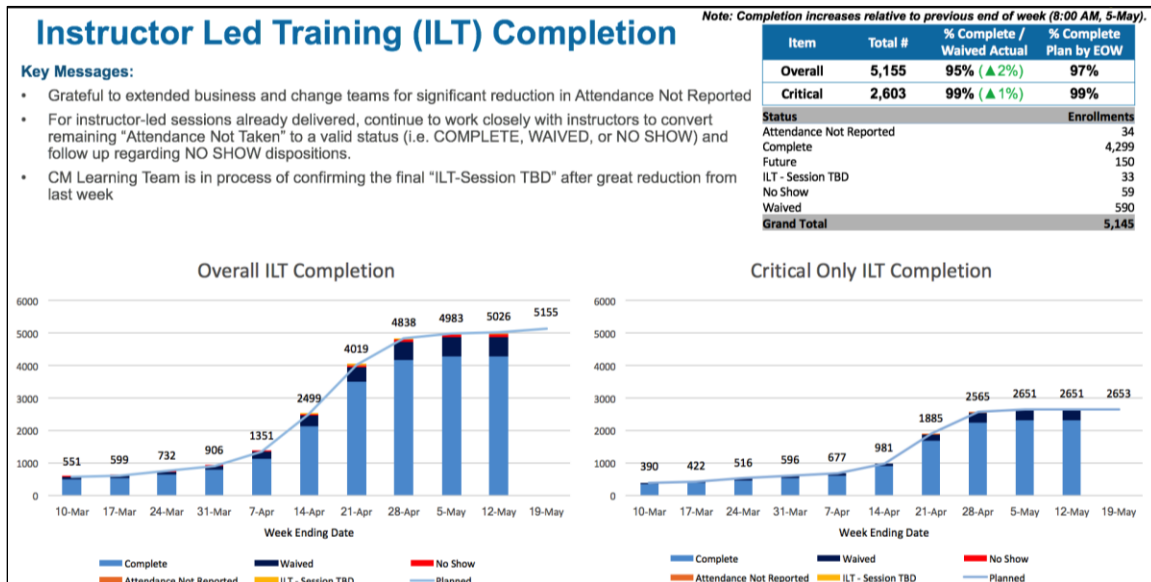 Note: Completion increases relative to previous end of week (8:00 AM, 5-May).
Instructor Led Training (ILT) Completion
Item Total # % Complete / Waived Actual % Complete Plan by EOW
Overall 5,155 95% (▲2%) 97%
Critical 2,603 99% (▲1%) 99%
Key Messages:
• Grateful to extended business and change teams for significant reduction in Attendance Not Reported
• For instructor-led sessions already delivered, continue to work closely with instructors to convert
remaining “Attendance Not Taken” to a valid status (i.e. COMPLETE, WAIVED, or NO SHOW) and
follow up regarding NO SHOW dispositions.
• CM Learning Team is in process of confirming the final “ILT-Session TBD” after great reduction from
last week
Status Enrollments
Attendance Not Reported 34
Complete 4,299
Future 150
ILT - Session TBD 33
No Show 59
Waived 590
Grand Total 5,145
Overall ILT Completion
6000
5000
4000
3000
2000
1000
0
551 599 732 906 1351 2499 4019 4838 4983 5026 5155
10-Mar 17-Mar 24-Mar 31-Mar 7-Apr 14-Apr 21-Apr 28-Apr 5-May 12-May 19-May
Week Ending Date
Complete Waived No Show
Attendance Not Reported ILT - Session TBD Planned
Critical Only ILT Completion
6000
5000
4000
3000
2000
1000
0
390 422 516 596 677 981 1885 2565 2651 2651 2653
10-Mar 17-Mar 24-Mar 31-Mar 7-Apr 14-Apr 21-Apr 28-Apr 5-May 12-May 19-May
Week Ending Date
Complete Waived No Show
Attendance Not Reported ILT - Session TBD Planned